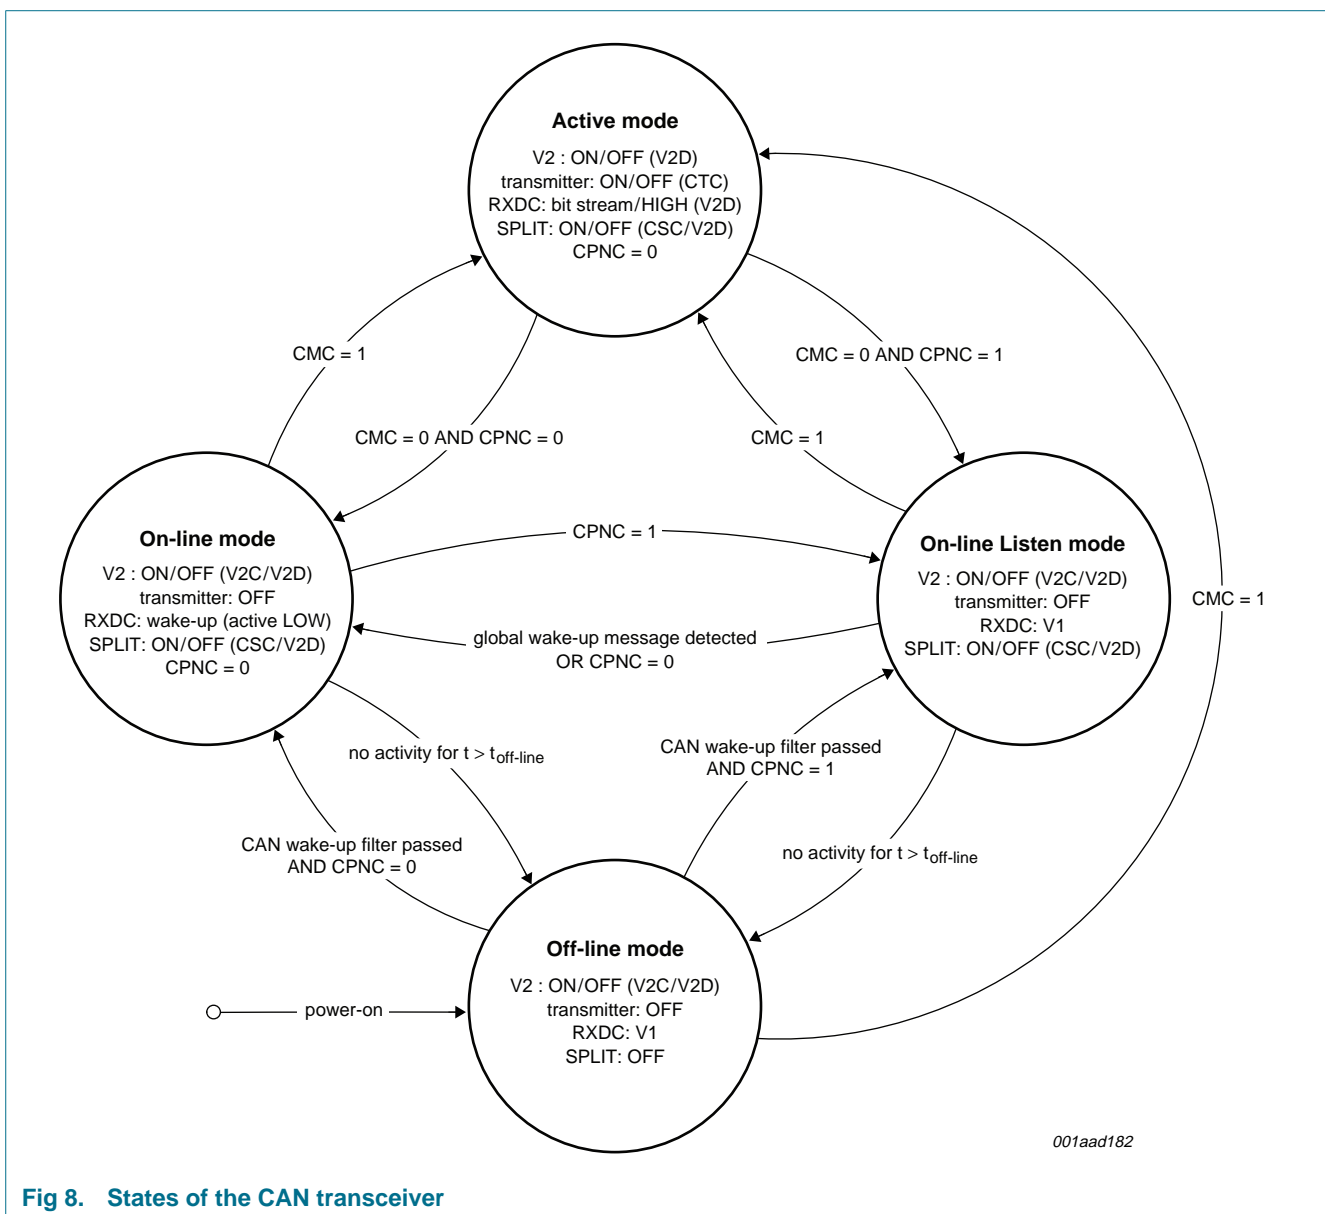 Active mode
V2 : ON/OFF (V2D)
transmitter: ON/OFF (CTC)
RXDC: bit stream/HIGH (V2D)
SPLIT: ON/OFF (CSC/V2D)
CPNC = 0
CMC = 1
CMC = 0 AND CPNC = 1
CMC = 0 AND CPNC = 0
CMC = 1
On-line mode
V2 : ON/OFF (V2C/V2D)
transmitter: OFF
RXDC: wake-up (active LOW)
SPLIT: ON/OFF (CSC/V2D)
CPNC = 0
CPNC = 1
On-line Listen mode
V2 : ON/OFF (V2C/V2D)
transmitter: OFF
RXDC: V1
SPLIT: ON/OFF (CSC/V2D)
CMC = 1
global wake-up message detected
OR CPNC = 0
no activity for t > toff-line
CAN wake-up filter passed
AND CPNC = 1
CAN wake-up filter passed
AND CPNC = 0
no activity for t > toff-line
Off-line mode
V2 : ON/OFF (V2C/V2D)
transmitter: OFF
RXDC: V1
SPLIT: OFF
power-on
001aad182
Fig 8. States of the CAN transceiver